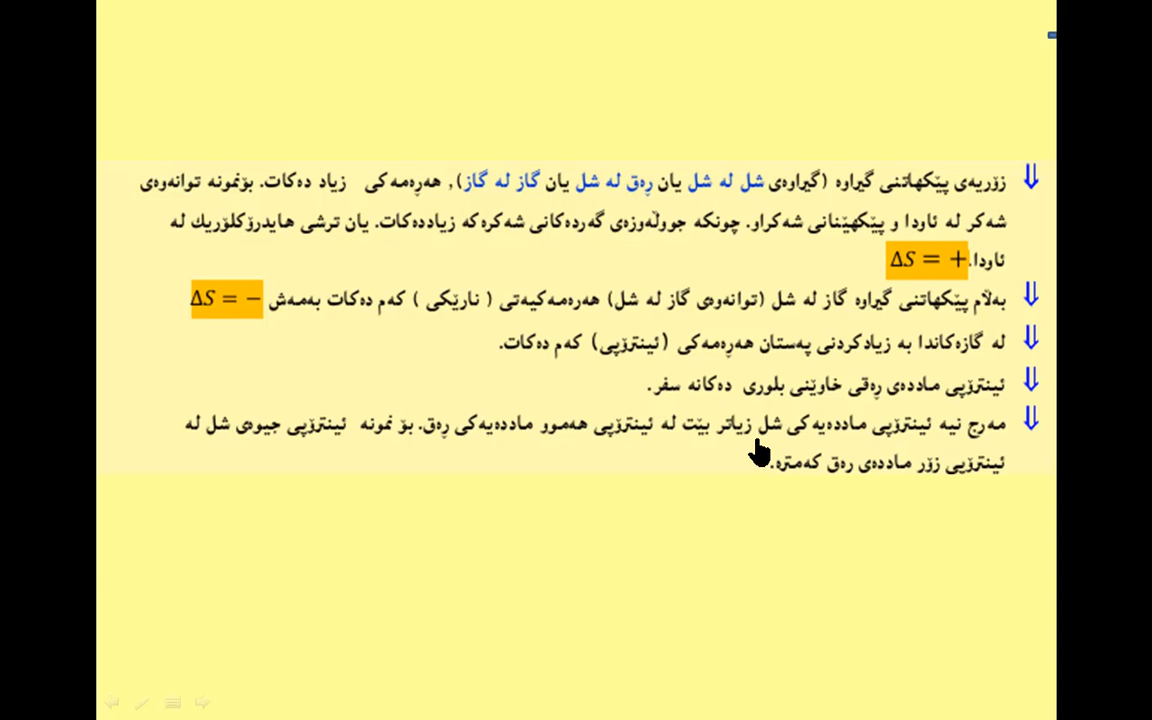 ⇓ زۆربەی پێکهاتنی گیراوە (گیراوەی شل لە شل یان ڕەق لە شل یان گاز لە گاز), هەڕەمەکی زیاد دەکات. بۆنمونە توانەوەی
شەکر لە ئاودا و پێکهێنانی شەکراو. چونکە جووڵەوزەی گەردەکانی شەکرەکە زیاددەکات. یان ترشی هایدرۆکلۆریك لە
ئاودا. ΔS = +
⇓ بەڵام پێکهاتنی گیراوە گاز لە شل (توانەوەی گاز لە شل) هەرەمەکیەتی ( نارێکی ) کەم دەکات بەمەش ΔS = −
⇓ لە گازەکاندا بە زیادکردنی پەستان هەڕەمەکی (ئینترۆپی) کەم دەکات.
⇓ ئینترۆپی ماددەی ڕەقی خاوێنی بلوری دەکاتە سفر.
⇓ مەرج نیە ئینترۆپی ماددەیەکی شل زیاتر بێت لە ئینترۆپی هەموو ماددەیەکی ڕەق. بۆ نمونە ئینترۆپی جیوەی شل لە
ئینترۆپی زۆر ماددەی رەق کەمترە.